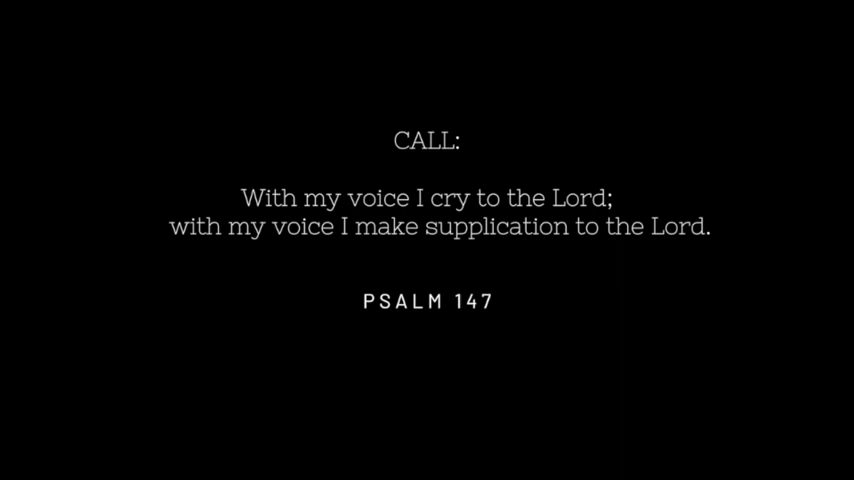 CALL:
With my voice I cry to the Lord;
with my voice I make supplication to the Lord.
PSALM 147